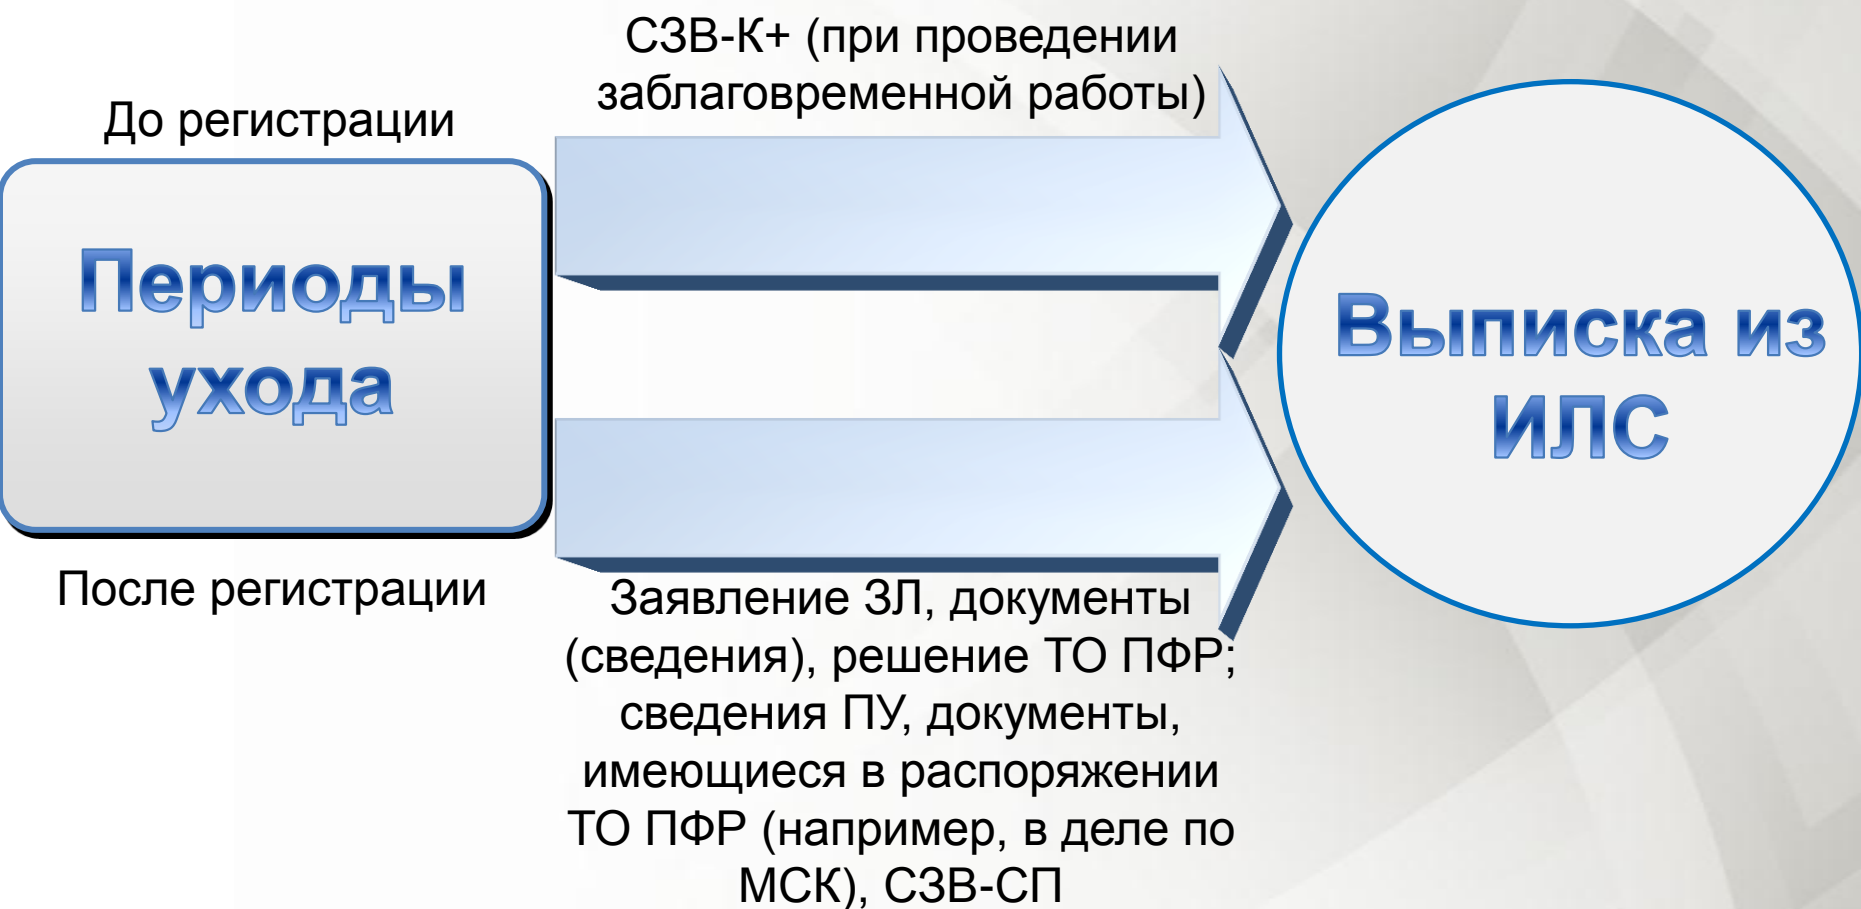 СЗВ-К+ (при проведении
заблаговременной работы)
До регистрации
Периоды
ухода
Выписка из
ИЛС
После регистрации
Заявление ЗЛ, документы
(сведения), решение ТО ПФР;
сведения ПУ, документы,
имеющиеся в распоряжении
ТО ПФР (например, в деле по
МСК), СЗВ-СП